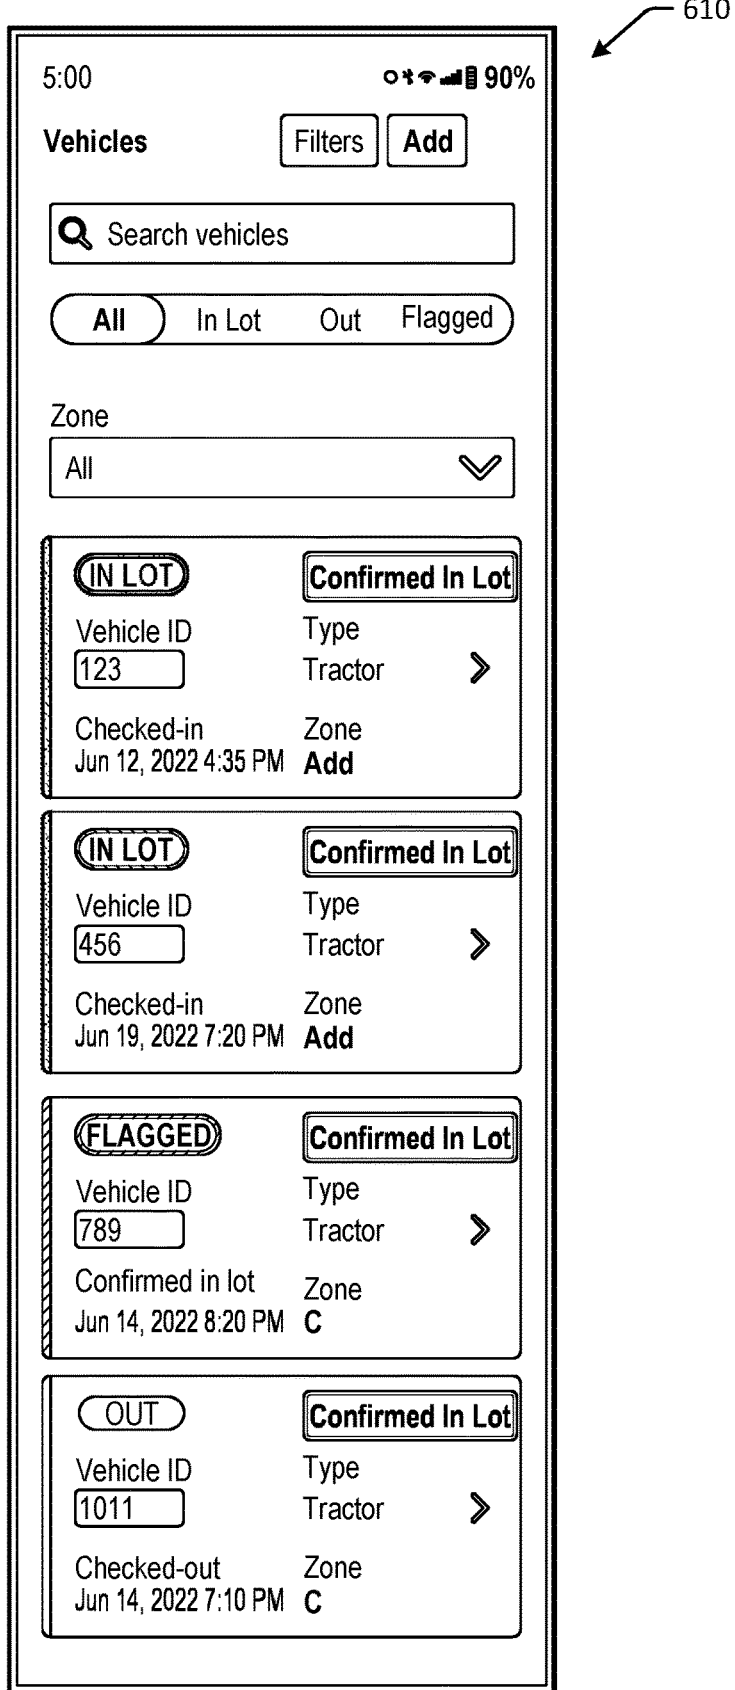 610
5:00 90%
Vehicles Filters Add
Search vehicles
All In Lot Out Flagged
Zone
All
IN LOT Confirmed In Lot
Vehicle ID Type
123 Tractor
Checked-in Zone
Jun 12, 2022 4:35 PM Add
IN LOT Confirmed In Lot
Vehicle ID Type
456 Tractor
Checked-in Zone
Jun 19, 2022 7:20 PM Add
FLAGGED Confirmed In Lot
Vehicle ID Type
789 Tractor
Confirmed in lot Zone
Jun 14, 2022 8:20 PM C
OUT Confirmed In Lot
Vehicle ID Type
1011 Tractor
Checked-out Zone
Jun 14, 2022 7:10 PM C